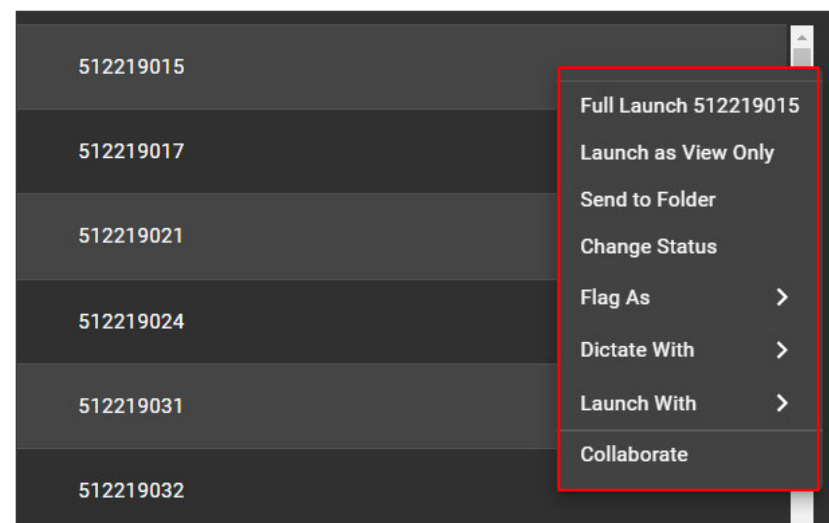 512219015
512219017
512219021
512219024
512219031
512219032
Full Launch 512219015
Launch as View Only
Send to Folder
Change Status
Flag As
Dictate With
Launch With
Collaborate